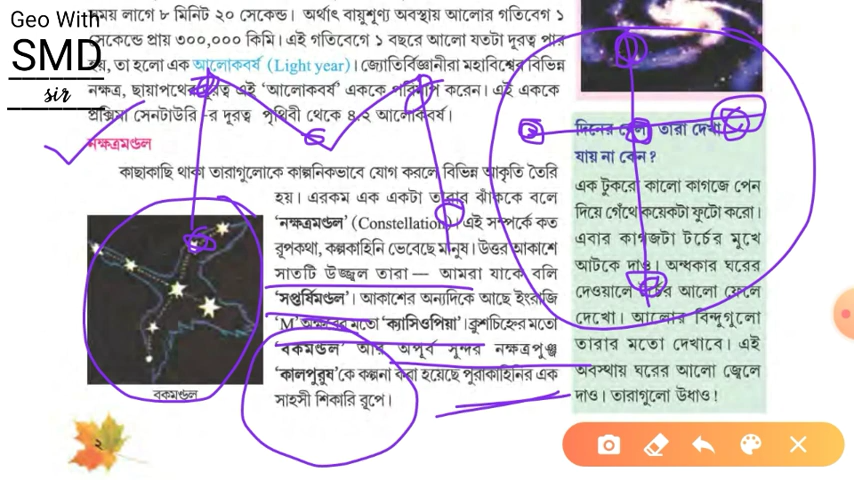 Geo With
SMD
sir
সময় লাগে ৮ মিনিট ২০ সেকেন্ড। অর্থাৎ বায়ুশূন্য অবস্থায় আলোর গতিবেগ ১
সেকেন্ডে প্রায় ৩০০,০০০ কিমি। এই গতিবেগে ১ বছরে আলো যতটা দূরত্ব পার
হয়, তা হলো এক আলোকবর্ষ (Light year)। জ্যোতির্বিজ্ঞানীরা মহাবিশ্বের বিভিন্ন
নক্ষত্র, ছায়াপথের দূরত্ব এই 'আলোকবর্ষ' এককে পরিমাপ করেন। এই এককে
প্রক্সিমা সেনটাউরি -র দূরত্ব পৃথিবী থেকে ৪.২ আলোকবর্ষ।
নক্ষত্রমণ্ডল
কাছাকাছি থাকা তারাগুলোকে কাল্পনিকভাবে যোগ করলে বিভিন্ন আকৃতি তৈরি
হয়। এরকম এক একটা তারার ঝাঁককে বলে
'নক্ষত্রমণ্ডল' (Constellation)। এই সম্পর্কে কত
রূপকথা, কল্পকাহিনি ভেবেছে মানুষ। উত্তর আকাশে
সাতটি উজ্জ্বল তারা — আমরা যাকে বলি
'সপ্তর্ষিমণ্ডল'। আকাশের অন্যদিকে আছে ইংরাজি
'M' অক্ষরের মতো 'ক্যাসিওপিয়া'। ক্রুশচিহ্নের মতো
'বকমণ্ডল' আর অপূর্ব সুন্দর নক্ষত্রপুঞ্জ
'কালপুরুষ'কে কল্পনা করা হয়েছে পুরাকাহিনির এক
সাহসী শিকারি রূপে।
বকমণ্ডল
২
দিনের বেলা তারা দেখা
যায় না কেন?
এক টুকরো কালো কাগজে পেন
দিয়ে গেঁথে কয়েকটা ফুটো করো।
এবার কাগজটা টর্চের মুখে
আটকে দাও। অন্ধকার ঘরের
দেওয়ালে টর্চের আলো ফেলে
দেখো। আলোর বিন্দুগুলো
তারার মতো দেখাবে। এই
অবস্থায় ঘরের আলো জ্বেলে
দাও। তারাগুলো উধাও!